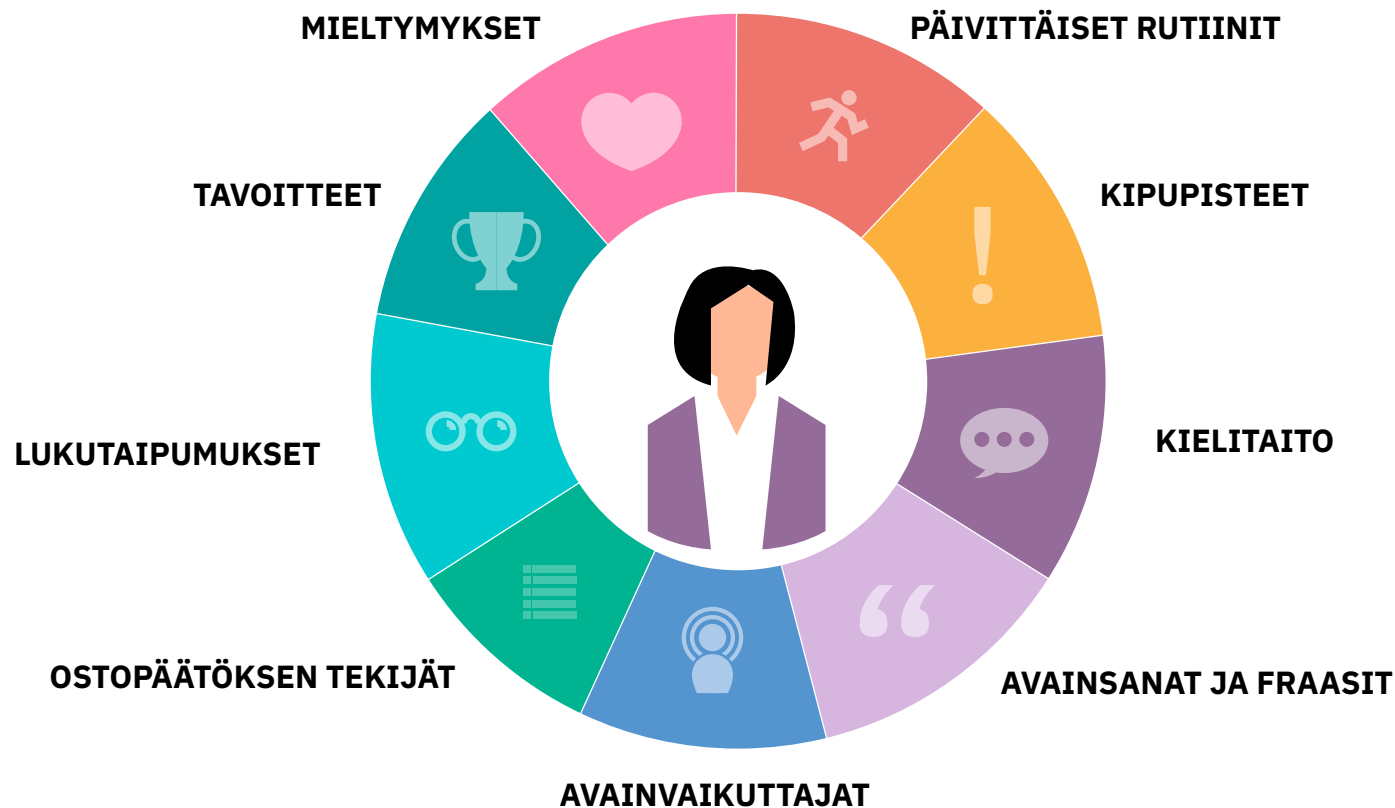 MIELTYMYKSET
PÄIVITTÄISET RUTIINIT
TAVOITTEET
KIPUPISTEET
LUKUTAIPUMUKSET
KIELITAITO
OSTOPÄÄTÖKSEN TEKIJÄT
AVAINSANAT JA FRAASIT
AVAINVAIKUTTAJAT